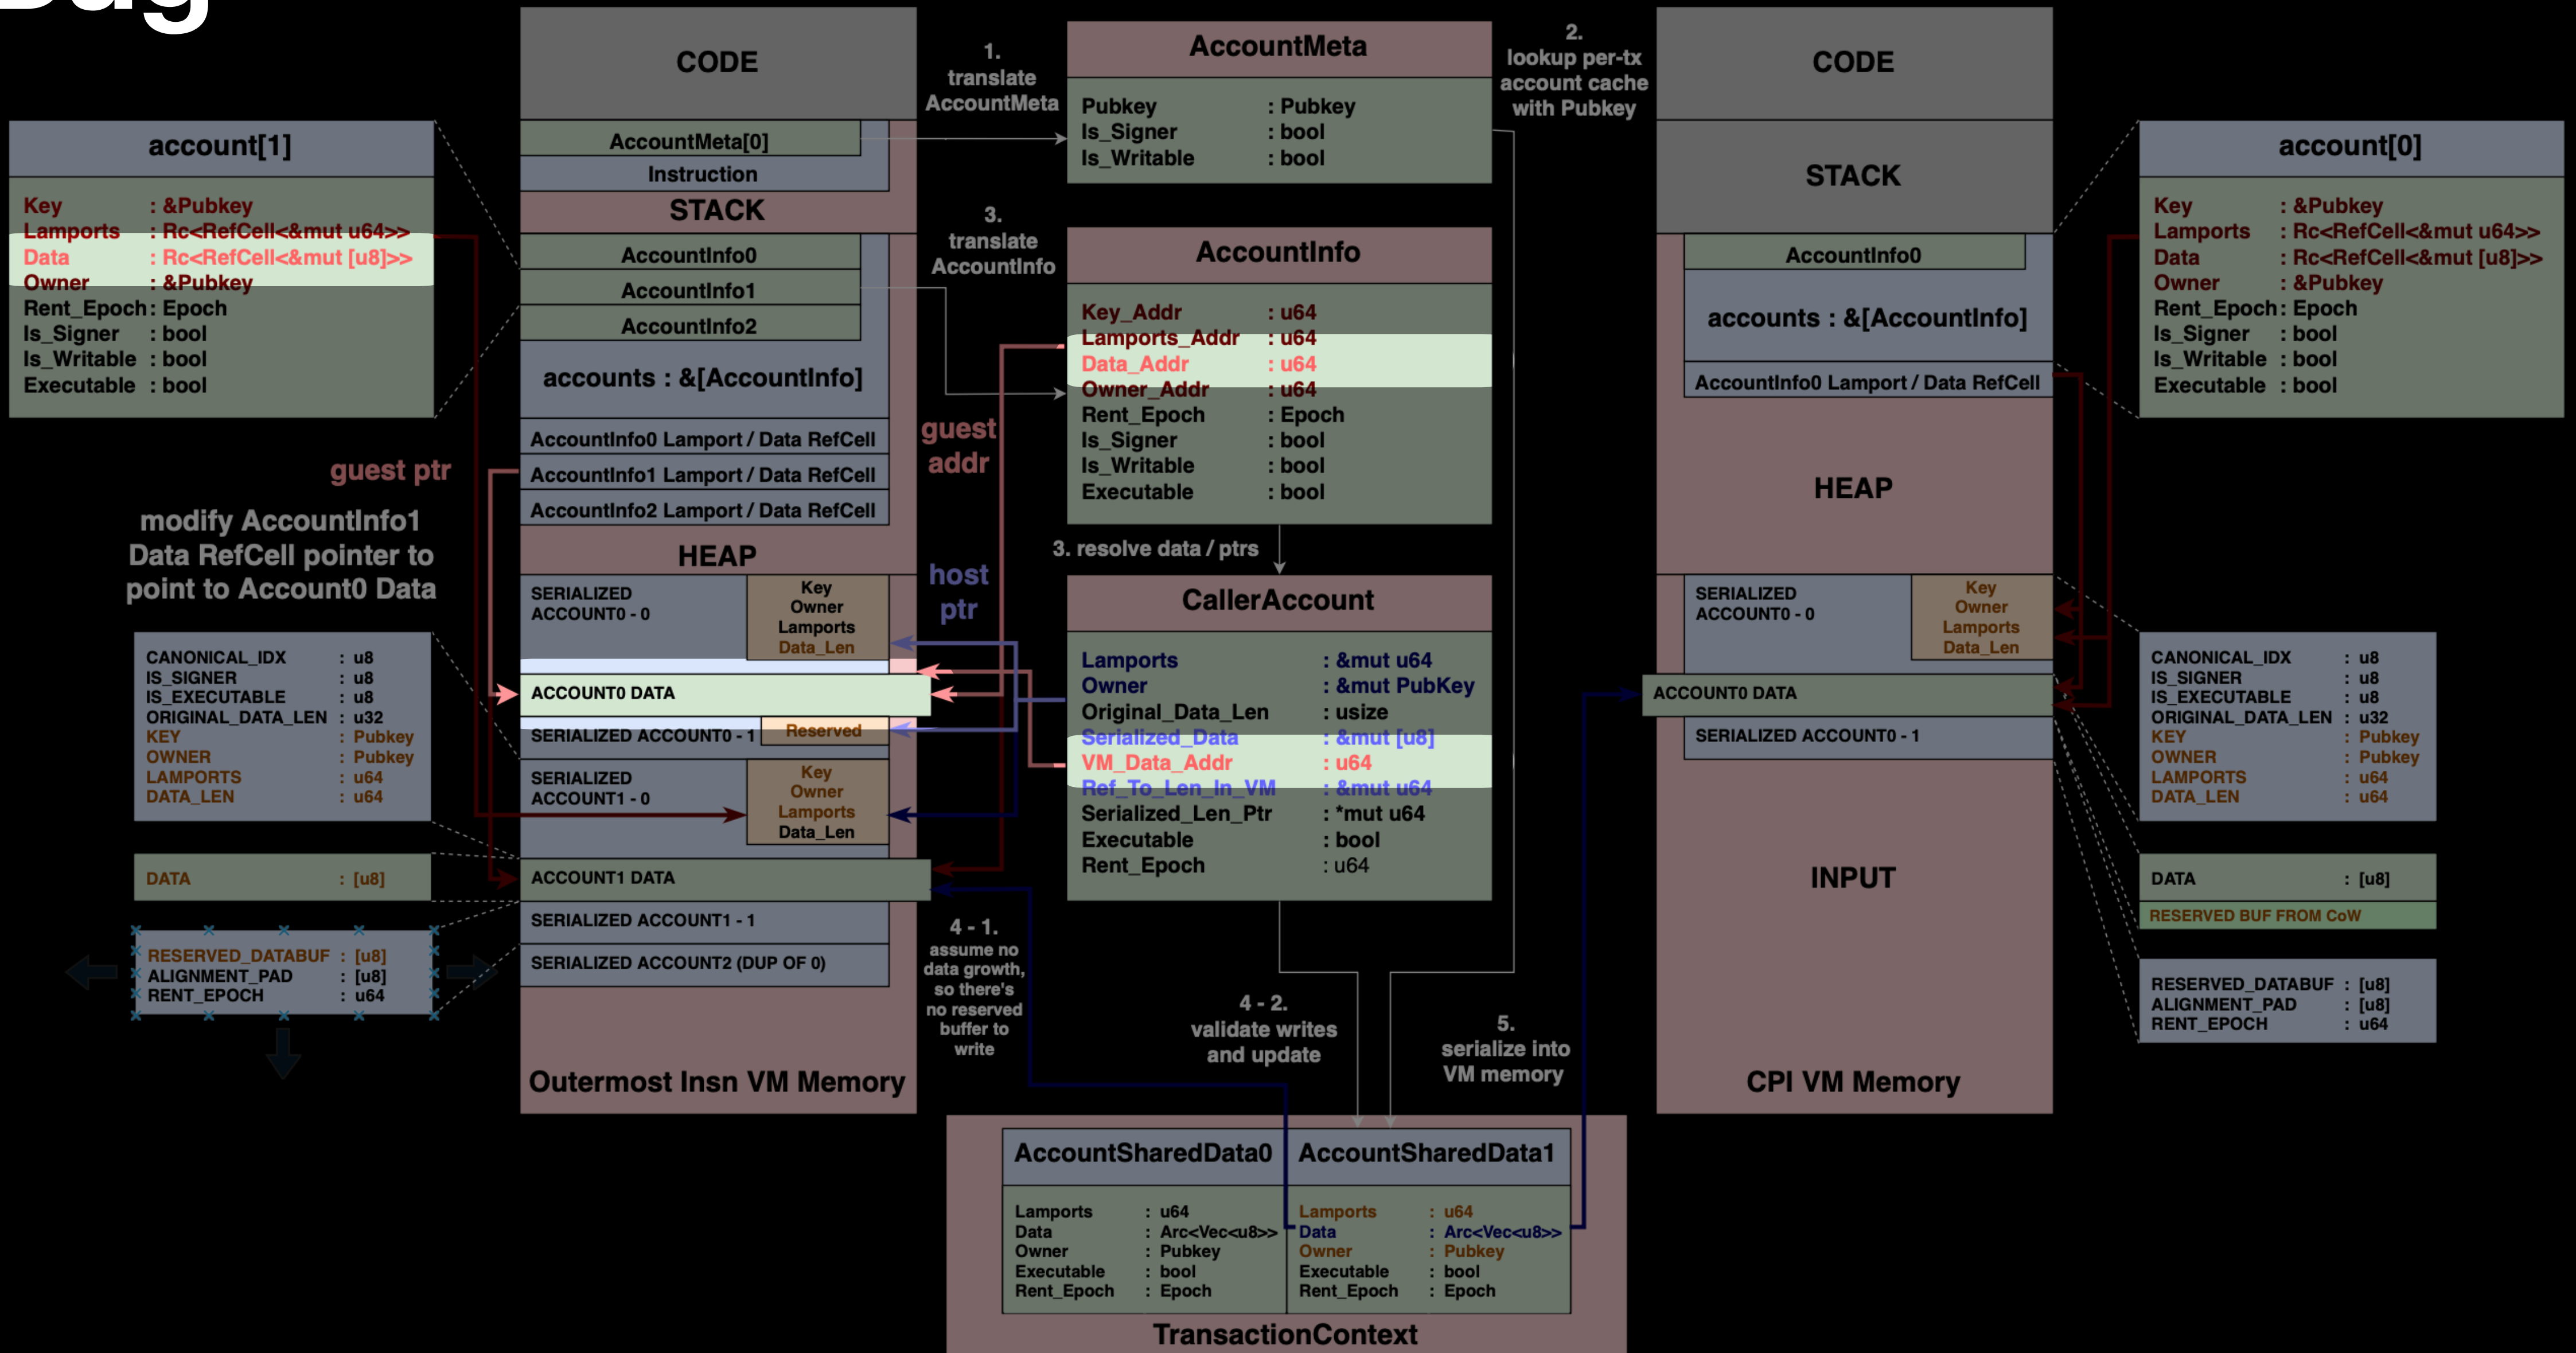 Bug
account[1]
Key : &Pubkey
Lamports : Rc<RefCell<&mut u64>>
Data : Rc<RefCell<&mut [u8]>>
Owner : &Pubkey
Rent_Epoch : Epoch
Is_Signer : bool
Is_Writable : bool
Executable : bool
guest ptr
modify AccountInfo1
Data RefCell pointer to
point to Account0 Data
CANONICAL_IDX : u8
IS_SIGNER : u8
IS_EXECUTABLE : u8
ORIGINAL_DATA_LEN : u32
KEY : Pubkey
OWNER : Pubkey
LAMPORTS : u64
DATA_LEN : u64
DATA : [u8]
RESERVED_DATABUF : [u8]
ALIGNMENT_PAD : [u8]
RENT_EPOCH : u64
CODE
AccountMeta[0]
Instruction
STACK
AccountInfo0
AccountInfo1
AccountInfo2
accounts : &[AccountInfo]
AccountInfo0 Lamport / Data RefCell
AccountInfo1 Lamport / Data RefCell
AccountInfo2 Lamport / Data RefCell
HEAP
SERIALIZED
ACCOUNT0 - 0
Key
Owner
Lamports
Data_Len
ACCOUNT0 DATA
SERIALIZED ACCOUNT0 - 1
Reserved
SERIALIZED
ACCOUNT1 - 0
Key
Owner
Lamports
Data_Len
ACCOUNT1 DATA
SERIALIZED ACCOUNT1 - 1
SERIALIZED ACCOUNT2 (DUP OF 0)
Outermost Insn VM Memory
1.
translate
AccountMeta
3.
translate
AccountInfo
guest
addr
host
ptr
4 - 1.
assume no
data growth,
so there's
no reserved
buffer to
write
AccountMeta
Pubkey : Pubkey
Is_Signer : bool
Is_Writable : bool
AccountInfo
Key_Addr : u64
Lamports_Addr : u64
Data_Addr : u64
Owner_Addr : u64
Rent_Epoch : Epoch
Is_Signer : bool
Is_Writable : bool
Executable : bool
3. resolve data / ptrs
CallerAccount
Lamports : &mut u64
Owner : &mut PubKey
Original_Data_Len : usize
Serialized_Data : &mut [u8]
VM_Data_Addr : u64
Ref_To_Len_In_VM : &mut u64
Serialized_Len_Ptr : *mut u64
Executable : bool
Rent_Epoch : u64
4 - 2.
validate writes
and update
5.
serialize into
VM memory
2.
lookup per-tx
account cache
with Pubkey
AccountSharedData0
Lamports : u64
Data : Arc<Vec<u8>>
Owner : Pubkey
Executable : bool
Rent_Epoch : Epoch
AccountSharedData1
Lamports : u64
Data : Arc<Vec<u8>>
Owner : Pubkey
Executable : bool
Rent_Epoch : Epoch
TransactionContext
CODE
STACK
AccountInfo0
accounts : &[AccountInfo]
AccountInfo0 Lamport / Data RefCell
HEAP
SERIALIZED
ACCOUNT0 - 0
Key
Owner
Lamports
Data_Len
ACCOUNT0 DATA
SERIALIZED ACCOUNT0 - 1
INPUT
CPI VM Memory
account[0]
Key : &Pubkey
Lamports : Rc<RefCell<&mut u64>>
Data : Rc<RefCell<&mut [u8]>>
Owner : &Pubkey
Rent_Epoch : Epoch
Is_Signer : bool
Is_Writable : bool
Executable : bool
CANONICAL_IDX : u8
IS_SIGNER : u8
IS_EXECUTABLE : u8
ORIGINAL_DATA_LEN : u32
KEY : Pubkey
OWNER : Pubkey
LAMPORTS : u64
DATA_LEN : u64
DATA : [u8]
RESERVED BUF FROM CoW
RESERVED_DATABUF : [u8]
ALIGNMENT_PAD : [u8]
RENT_EPOCH : u64